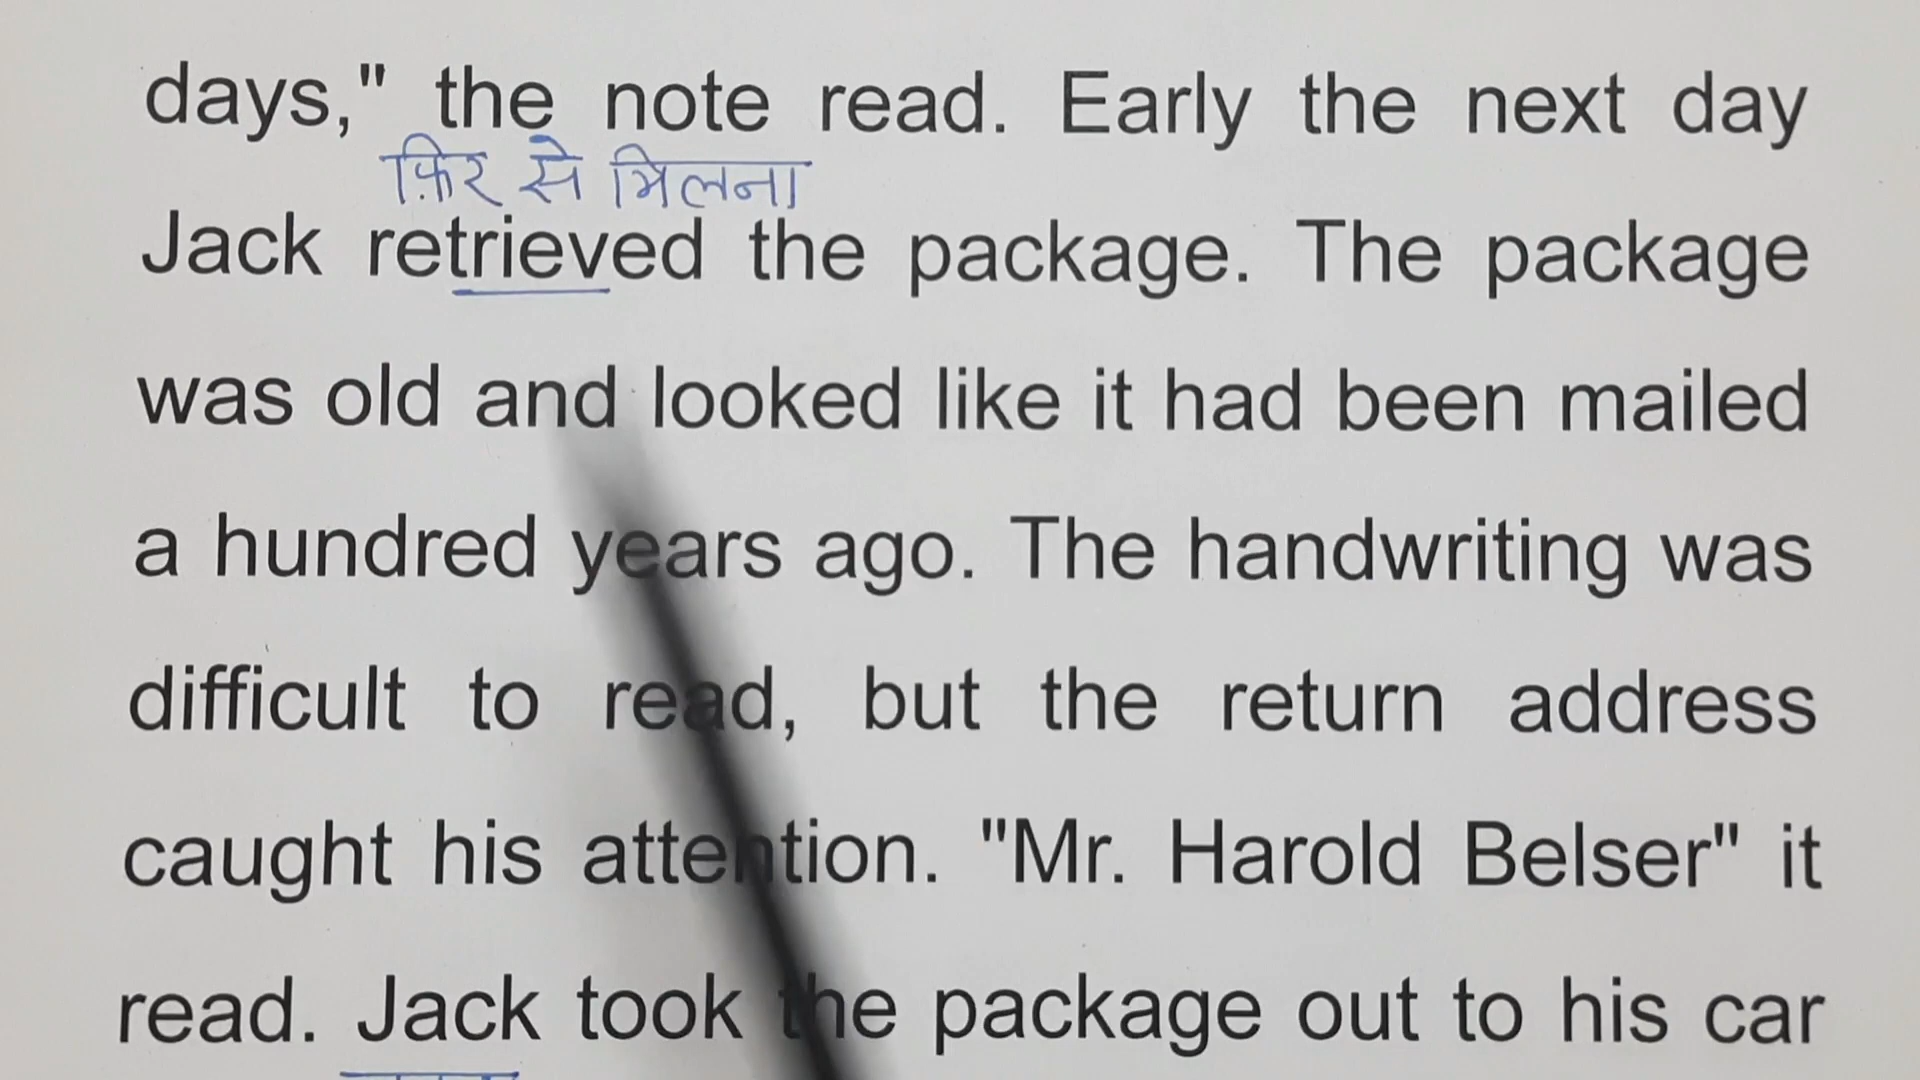 days," the note read. Early the next day
फ़िर से मिलना
Jack retrieved the package. The package
was old and looked like it had been mailed
a hundred years ago. The handwriting was
difficult to read, but the return address
caught his attention. "Mr. Harold Belser" it
read. Jack took the package out to his car